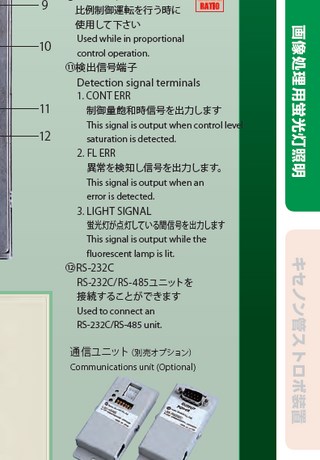 9
比例制御運転を行う時に
RATIO
使用して下さい
Used while in proportional
control operation.
10
⑪検出信号端子
Detection signal terminals
1. CONT ERR
制御量飽和時信号を出力します
This signal is output when control level
saturation is detected.
11
12
2. FL ERR
異常を検知し信号を出力します。
This signal is output when an
error is detected.
3. LIGHT SIGNAL
蛍光灯が点灯している間信号を出力します
This signal is output while the
fluorescent lamp is lit.
⑫RS-232C
RS-232C/RS-485ユニットを
接続することができます
Used to connect an
RS-232C/RS-485 unit.
通信ユニット（別売オプション）
Communications unit (Optional)
画像処理用蛍光灯照明
キセノン管ストロボ装置